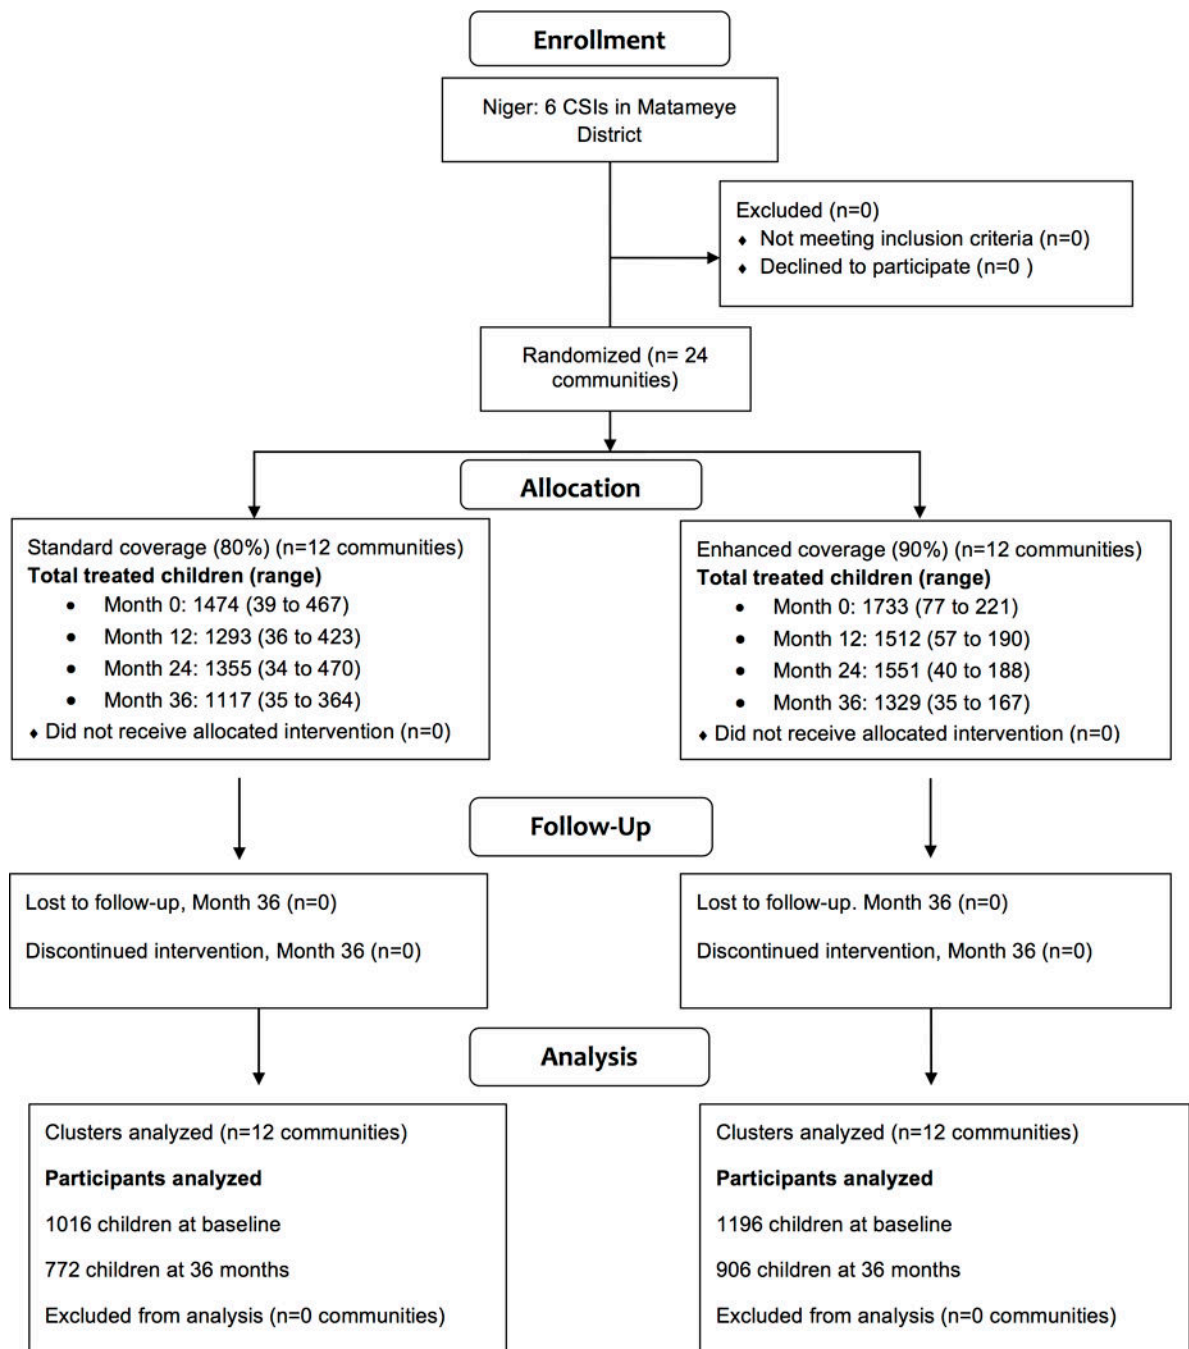 Enrollment
Niger: 6 CSIs in Matameye
District
Excluded (n=0)
♦ Not meeting inclusion criteria (n=0)
♦ Declined to participate (n=0 )
Randomized (n= 24
communities)
Allocation
Standard coverage (80%) (n=12 communities)
Total treated children (range)
• Month 0: 1474 (39 to 467)
• Month 12: 1293 (36 to 423)
• Month 24: 1355 (34 to 470)
• Month 36: 1117 (35 to 364)
♦ Did not receive allocated intervention (n=0)
Enhanced coverage (90%) (n=12 communities)
Total treated children (range)
• Month 0: 1733 (77 to 221)
• Month 12: 1512 (57 to 190)
• Month 24: 1551 (40 to 188)
• Month 36: 1329 (35 to 167)
♦ Did not receive allocated intervention (n=0)
Follow-Up
Lost to follow-up, Month 36 (n=0)
Discontinued intervention, Month 36 (n=0)
Lost to follow-up. Month 36 (n=0)
Discontinued intervention, Month 36 (n=0)
Analysis
Clusters analyzed (n=12 communities)
Participants analyzed
1016 children at baseline
772 children at 36 months
Excluded from analysis (n=0 communities)
Clusters analyzed (n=12 communities)
Participants analyzed
1196 children at baseline
906 children at 36 months
Excluded from analysis (n=0 communities)